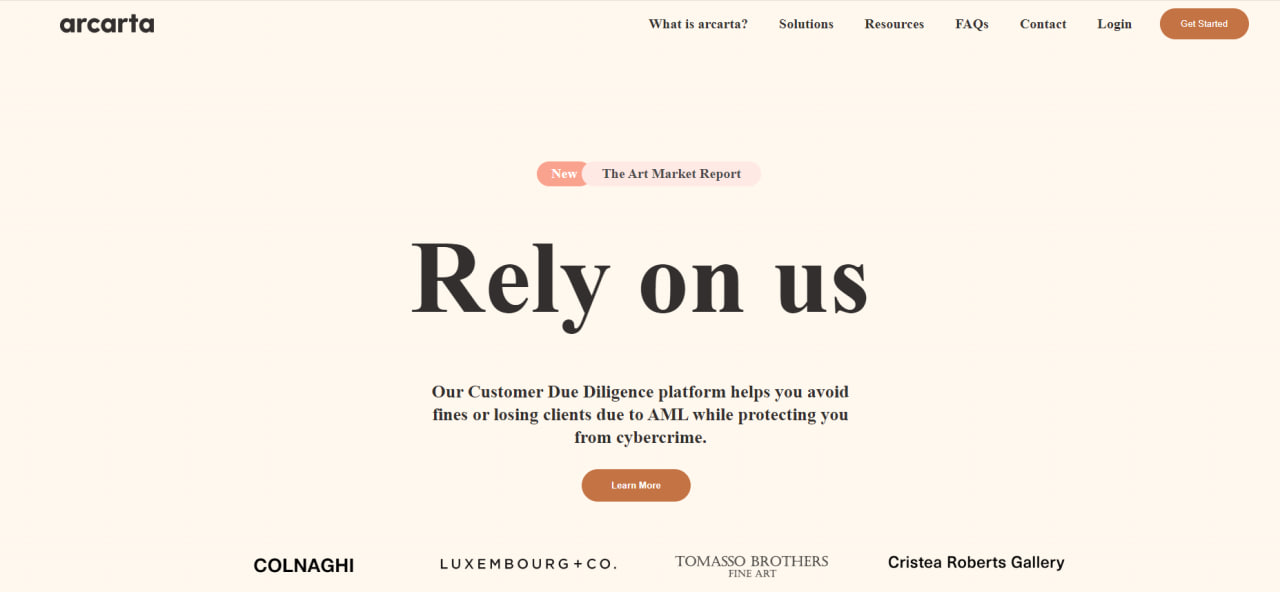 arcarta
What is arcarta?
Solutions
Resources
FAQs
Contact
Login
Get Started
New
The Art Market Report
Rely on us
Our Customer Due Diligence platform helps you avoid
fines or losing clients due to AML while protecting you
from cybercrime.
Learn More
COLNAGHI
LUXEMBOURG+CO.
TOMASSO BROTHERS
FINE ART
Cristea Roberts Gallery